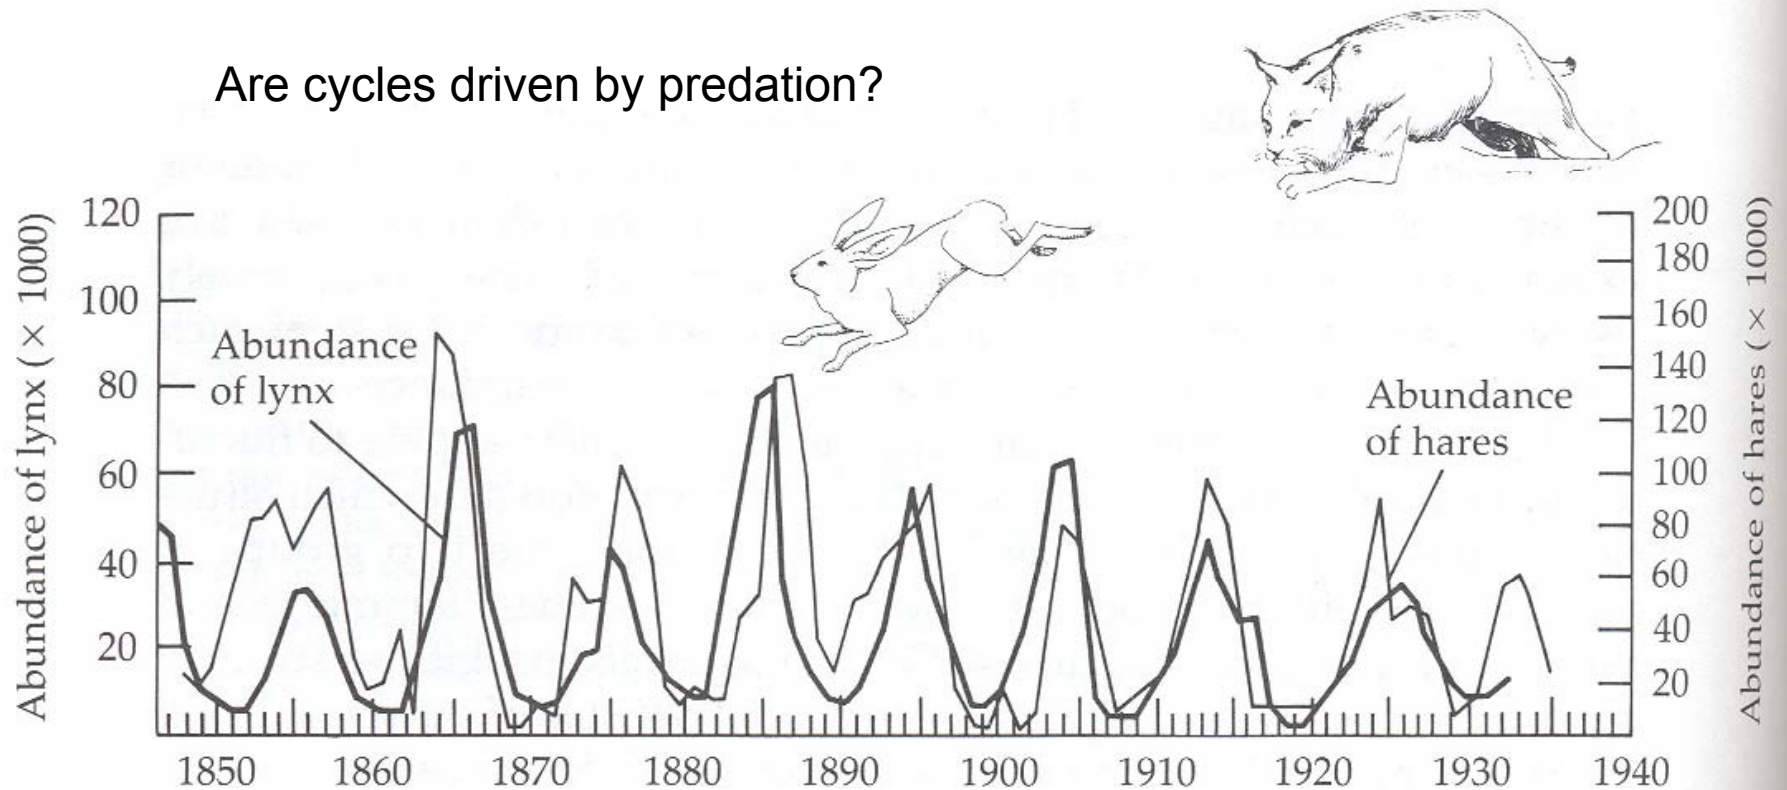 Are cycles driven by predation?
Abundance of lynx (× 1000)
120
100
80
60
40
20
Abundance
of lynx
Abundance
of hares
200
180
160
140
120
100
80
60
40
20
Abundance of hares (× 1000)
1850 1860 1870 1880 1890 1900 1910 1920 1930 1940